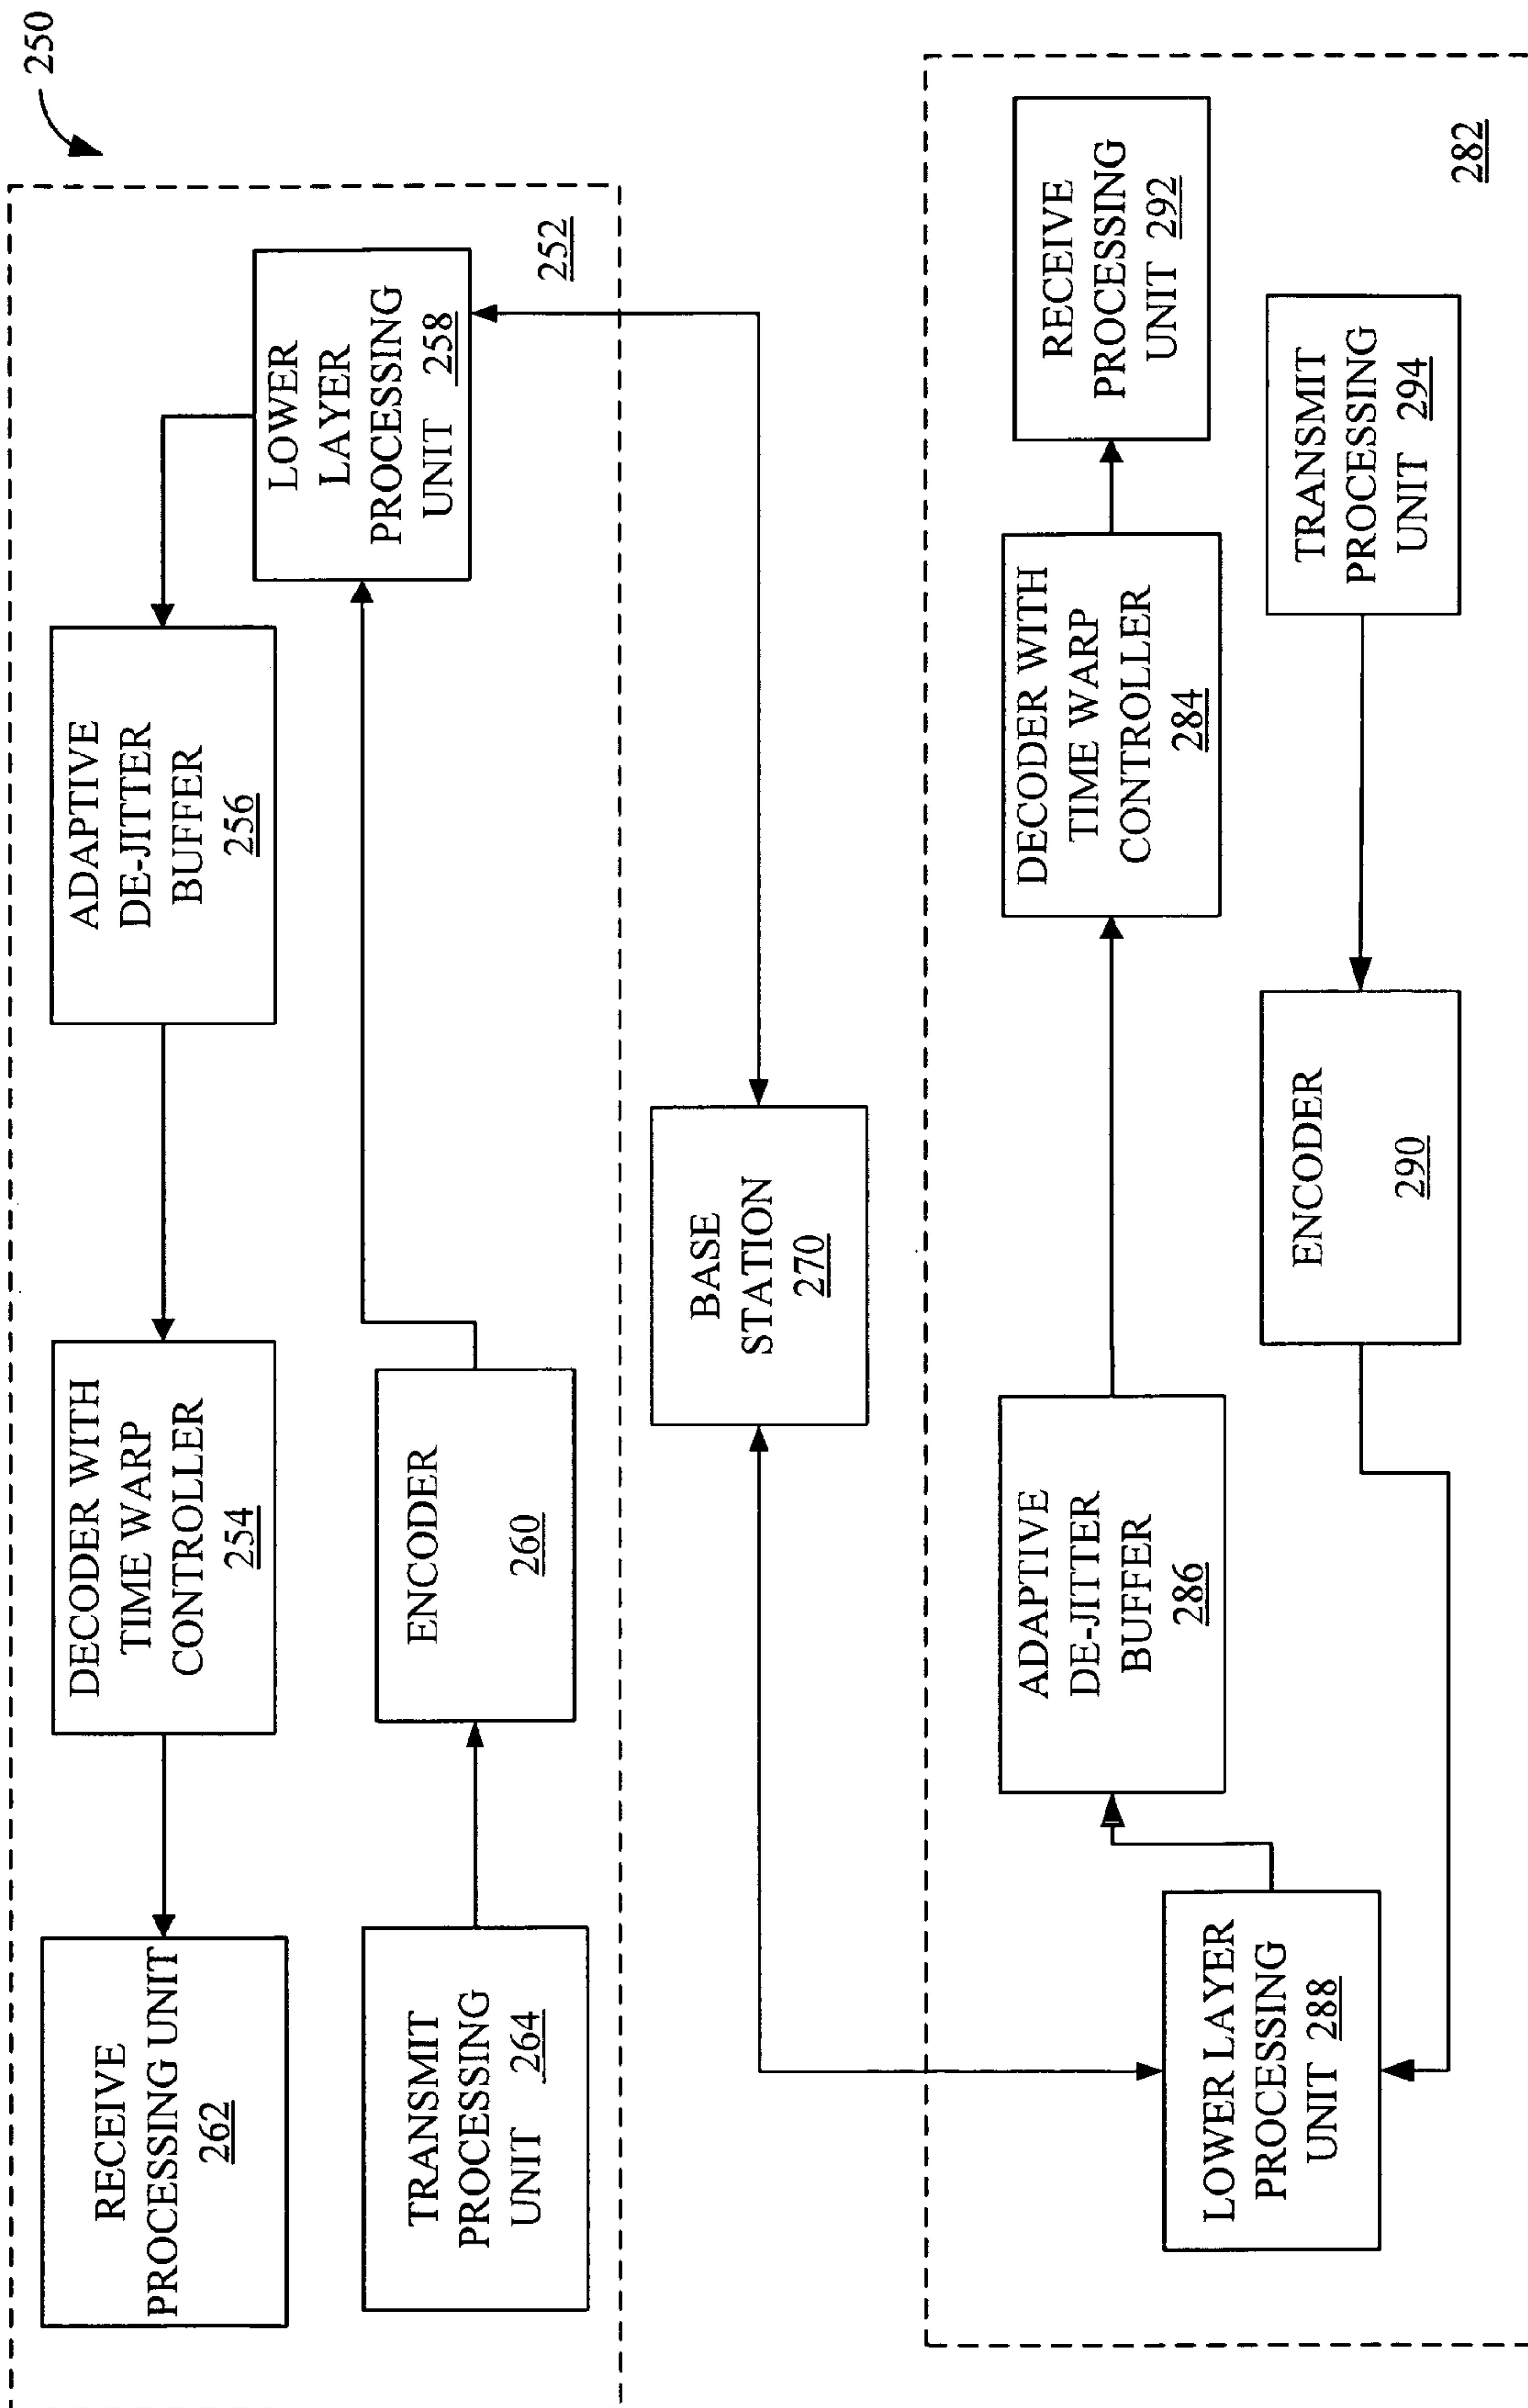 250
RECEIVE
PROCESSING UNIT
262
DECODER WITH
TIME WARP
CONTROLLER
254
ADAPTIVE
DE-JITTER
BUFFER
256
LOWER
LAYER
PROCESSING
UNIT 258
TRANSMIT
PROCESSING
UNIT 264
ENCODER
260
252
BASE
STATION
270
ADAPTIVE
DE-JITTER
BUFFER
286
DECODER WITH
TIME WARP
CONTROLLER
284
RECEIVE
PROCESSING
UNIT 292
LOWER LAYER
PROCESSING
UNIT 288
ENCODER
290
TRANSMIT
PROCESSING
UNIT 294
282